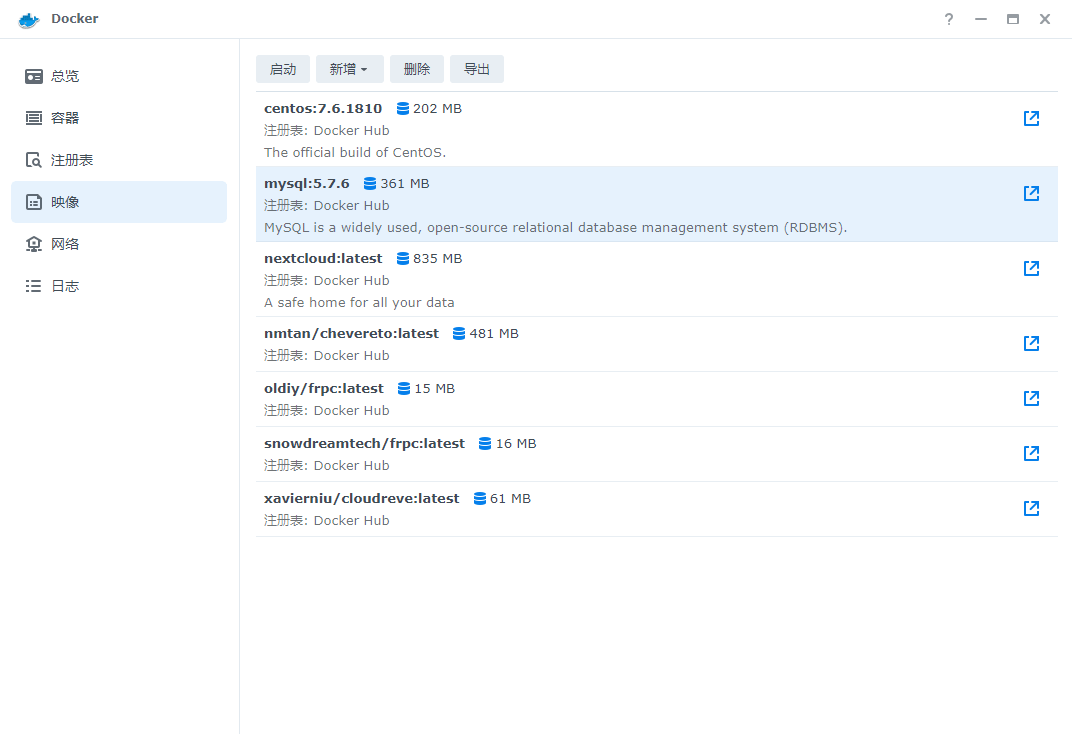 Docker
?
总览
容器
注册表
映像
网络
日志
启动 新增 删除 导出
centos:7.6.1810 202 MB
注册表: Docker Hub
The official build of CentOS.
mysql:5.7.6 361 MB
注册表: Docker Hub
MySQL is a widely used, open-source relational database management system (RDBMS).
nextcloud:latest 835 MB
注册表: Docker Hub
A safe home for all your data
nmtan/chevereto:latest 481 MB
注册表: Docker Hub
oldiy/frpc:latest 15 MB
注册表: Docker Hub
snowdreamtech/frpc:latest 16 MB
注册表: Docker Hub
xavierniu/cloudreve:latest 61 MB
注册表: Docker Hub